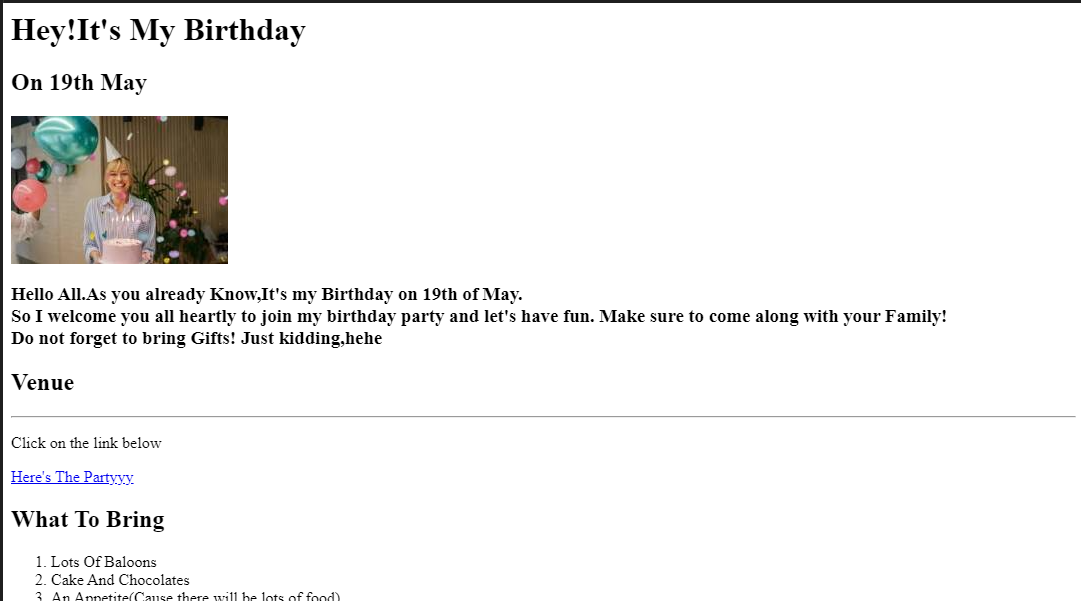 Hey!It's My Birthday
On 19th May
Hello All.As you already Know,It's my Birthday on 19th of May.
So I welcome you all heartly to join my birthday party and let's have fun. Make sure to come along with your Family!
Do not forget to bring Gifts! Just kidding,hehe
Venue
Click on the link below
Here's The Partyyy
What To Bring
1. Lots Of Baloons
2. Cake And Chocolates
3. An Appetite(Cause there will be lots of food)